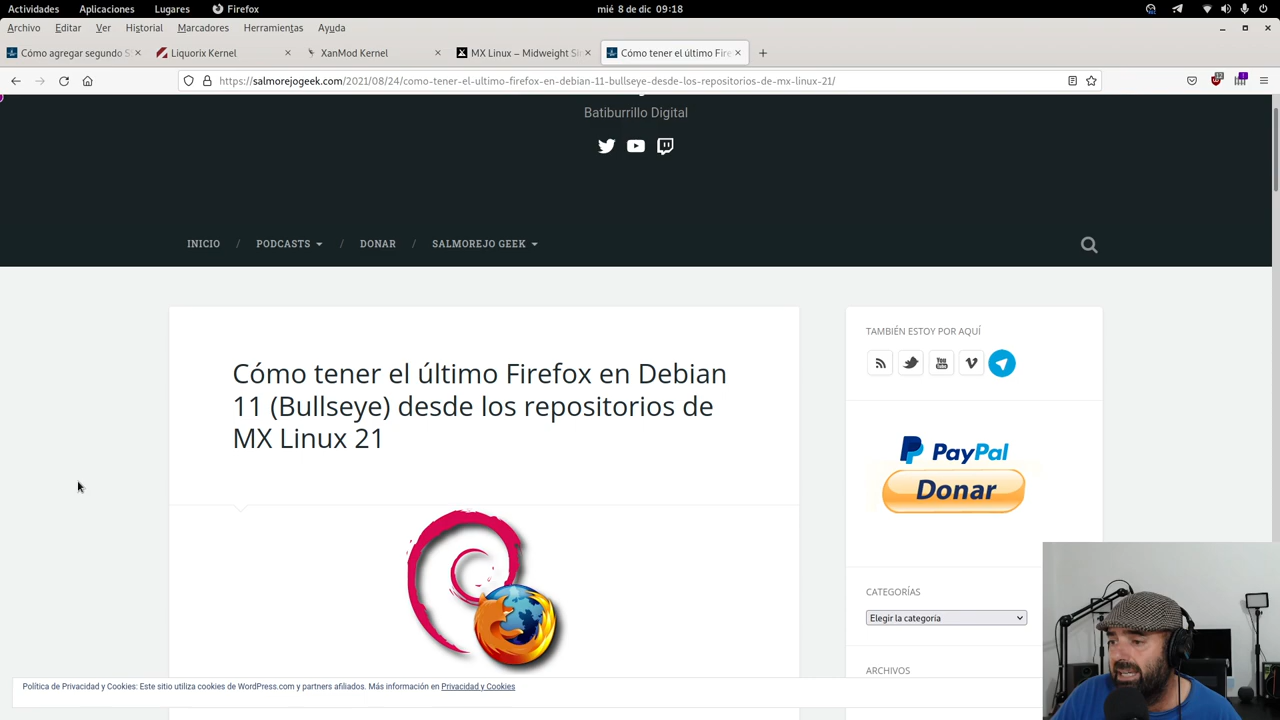 Actividades Aplicaciones Lugares Firefox mié 8 de dic 09:18
Archivo Editar Ver Historial Marcadores Herramientas Ayuda
Cómo agregar segundo S Liquorix Kernel XanMod Kernel MX Linux – Midweight Si Cómo tener el último Fire
https://salmorejogeek.com/2021/08/24/como-tener-el-ultimo-firefox-en-debian-11-bullseye-desde-los-repositorios-de-mx-linux-21/
Batiburrillo Digital
INICIO / PODCASTS / DONAR / SALMOREJO GEEK
Cómo tener el último Firefox en Debian
11 (Bullseye) desde los repositorios de
MX Linux 21
TAMBIÉN ESTOY POR AQUÍ
You Tube
PayPal
Donar
CATEGORÍAS
Elegir la categoría
ARCHIVOS
Política de Privacidad y Cookies: Este sitio utiliza cookies de WordPress.com y partners afiliados. Más información en Privacidad y Cookies